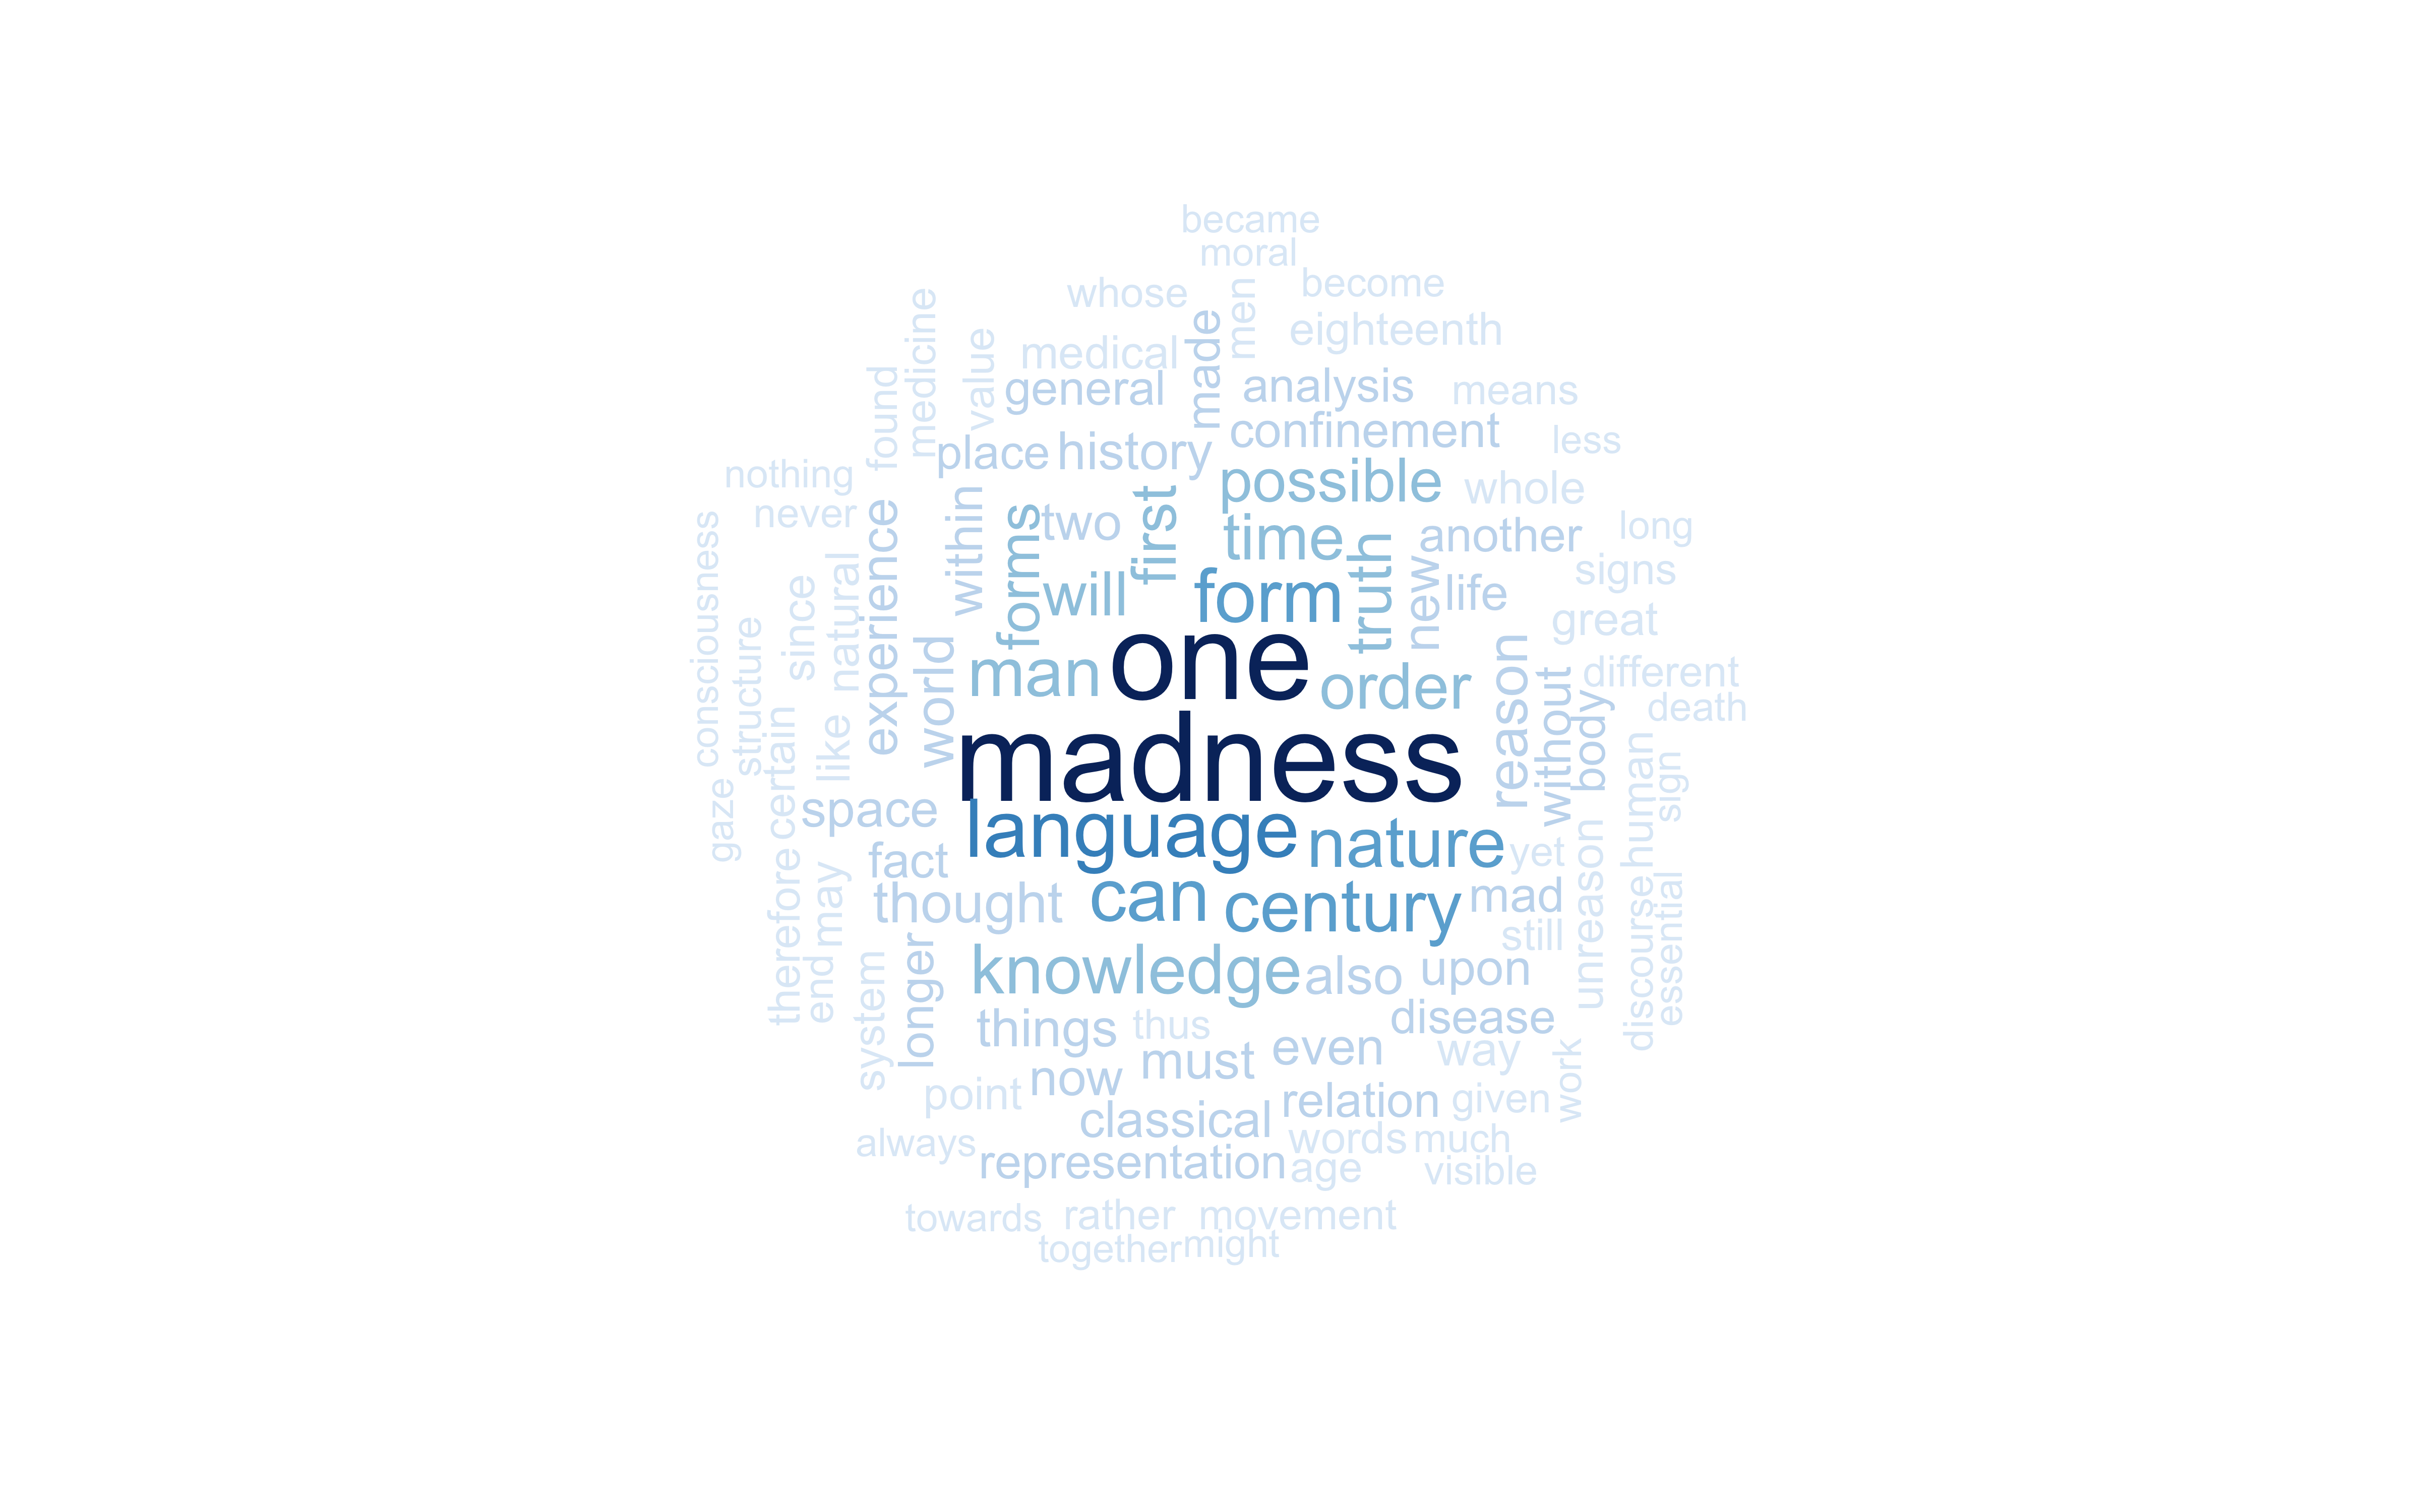 became
moral
whose
become
men
medicine
made
eighteenth
value
medical
found
general
analysis
means
confinement
less
place
history
nothing
possible
whole
never
within
experience
forms
two
first
time
truth
another
long
consciousness
since
natural
will
form
new
life
signs
structure
great
world
man
one
order
reason
without
body
different
death
certain
like
madness
human
sign
gaze
space
language
nature
yet
unreason
therefore
may
fact
thought
can
century
mad
still
discourse
essential
end
system
longer
knowledge
also
upon
things
thus
disease
must
even
way
work
point
now
classical
relation
given
always
words
much
representation
age
visible
towards
rather
movement
together
might